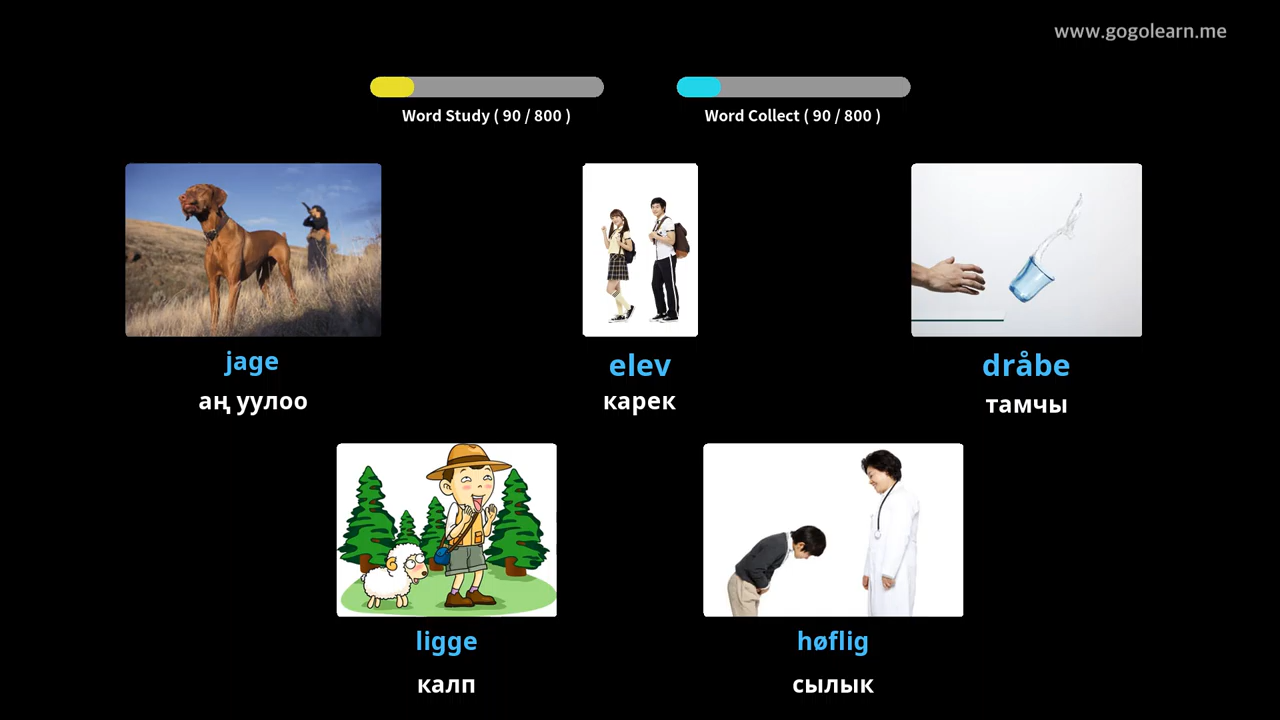 www.gogolearn.me
Word Study ( 90 / 800 )
Word Collect ( 90 / 800 )
jage
elev
dråbe
аң уулоо
карек
тамчы
ligge
høflig
калп
сылык